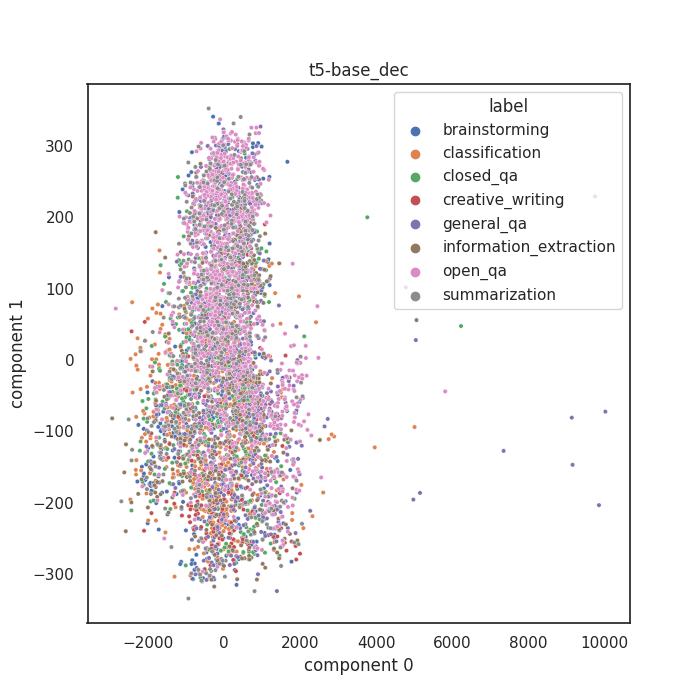 t5-base_dec
label
brainstorming
classification
closed_qa
creative_writing
general_qa
information_extraction
open_qa
summarization
300
200
100
0
−100
−200
−300
component 1
−2000 0 2000 4000 6000 8000 10000
component 0